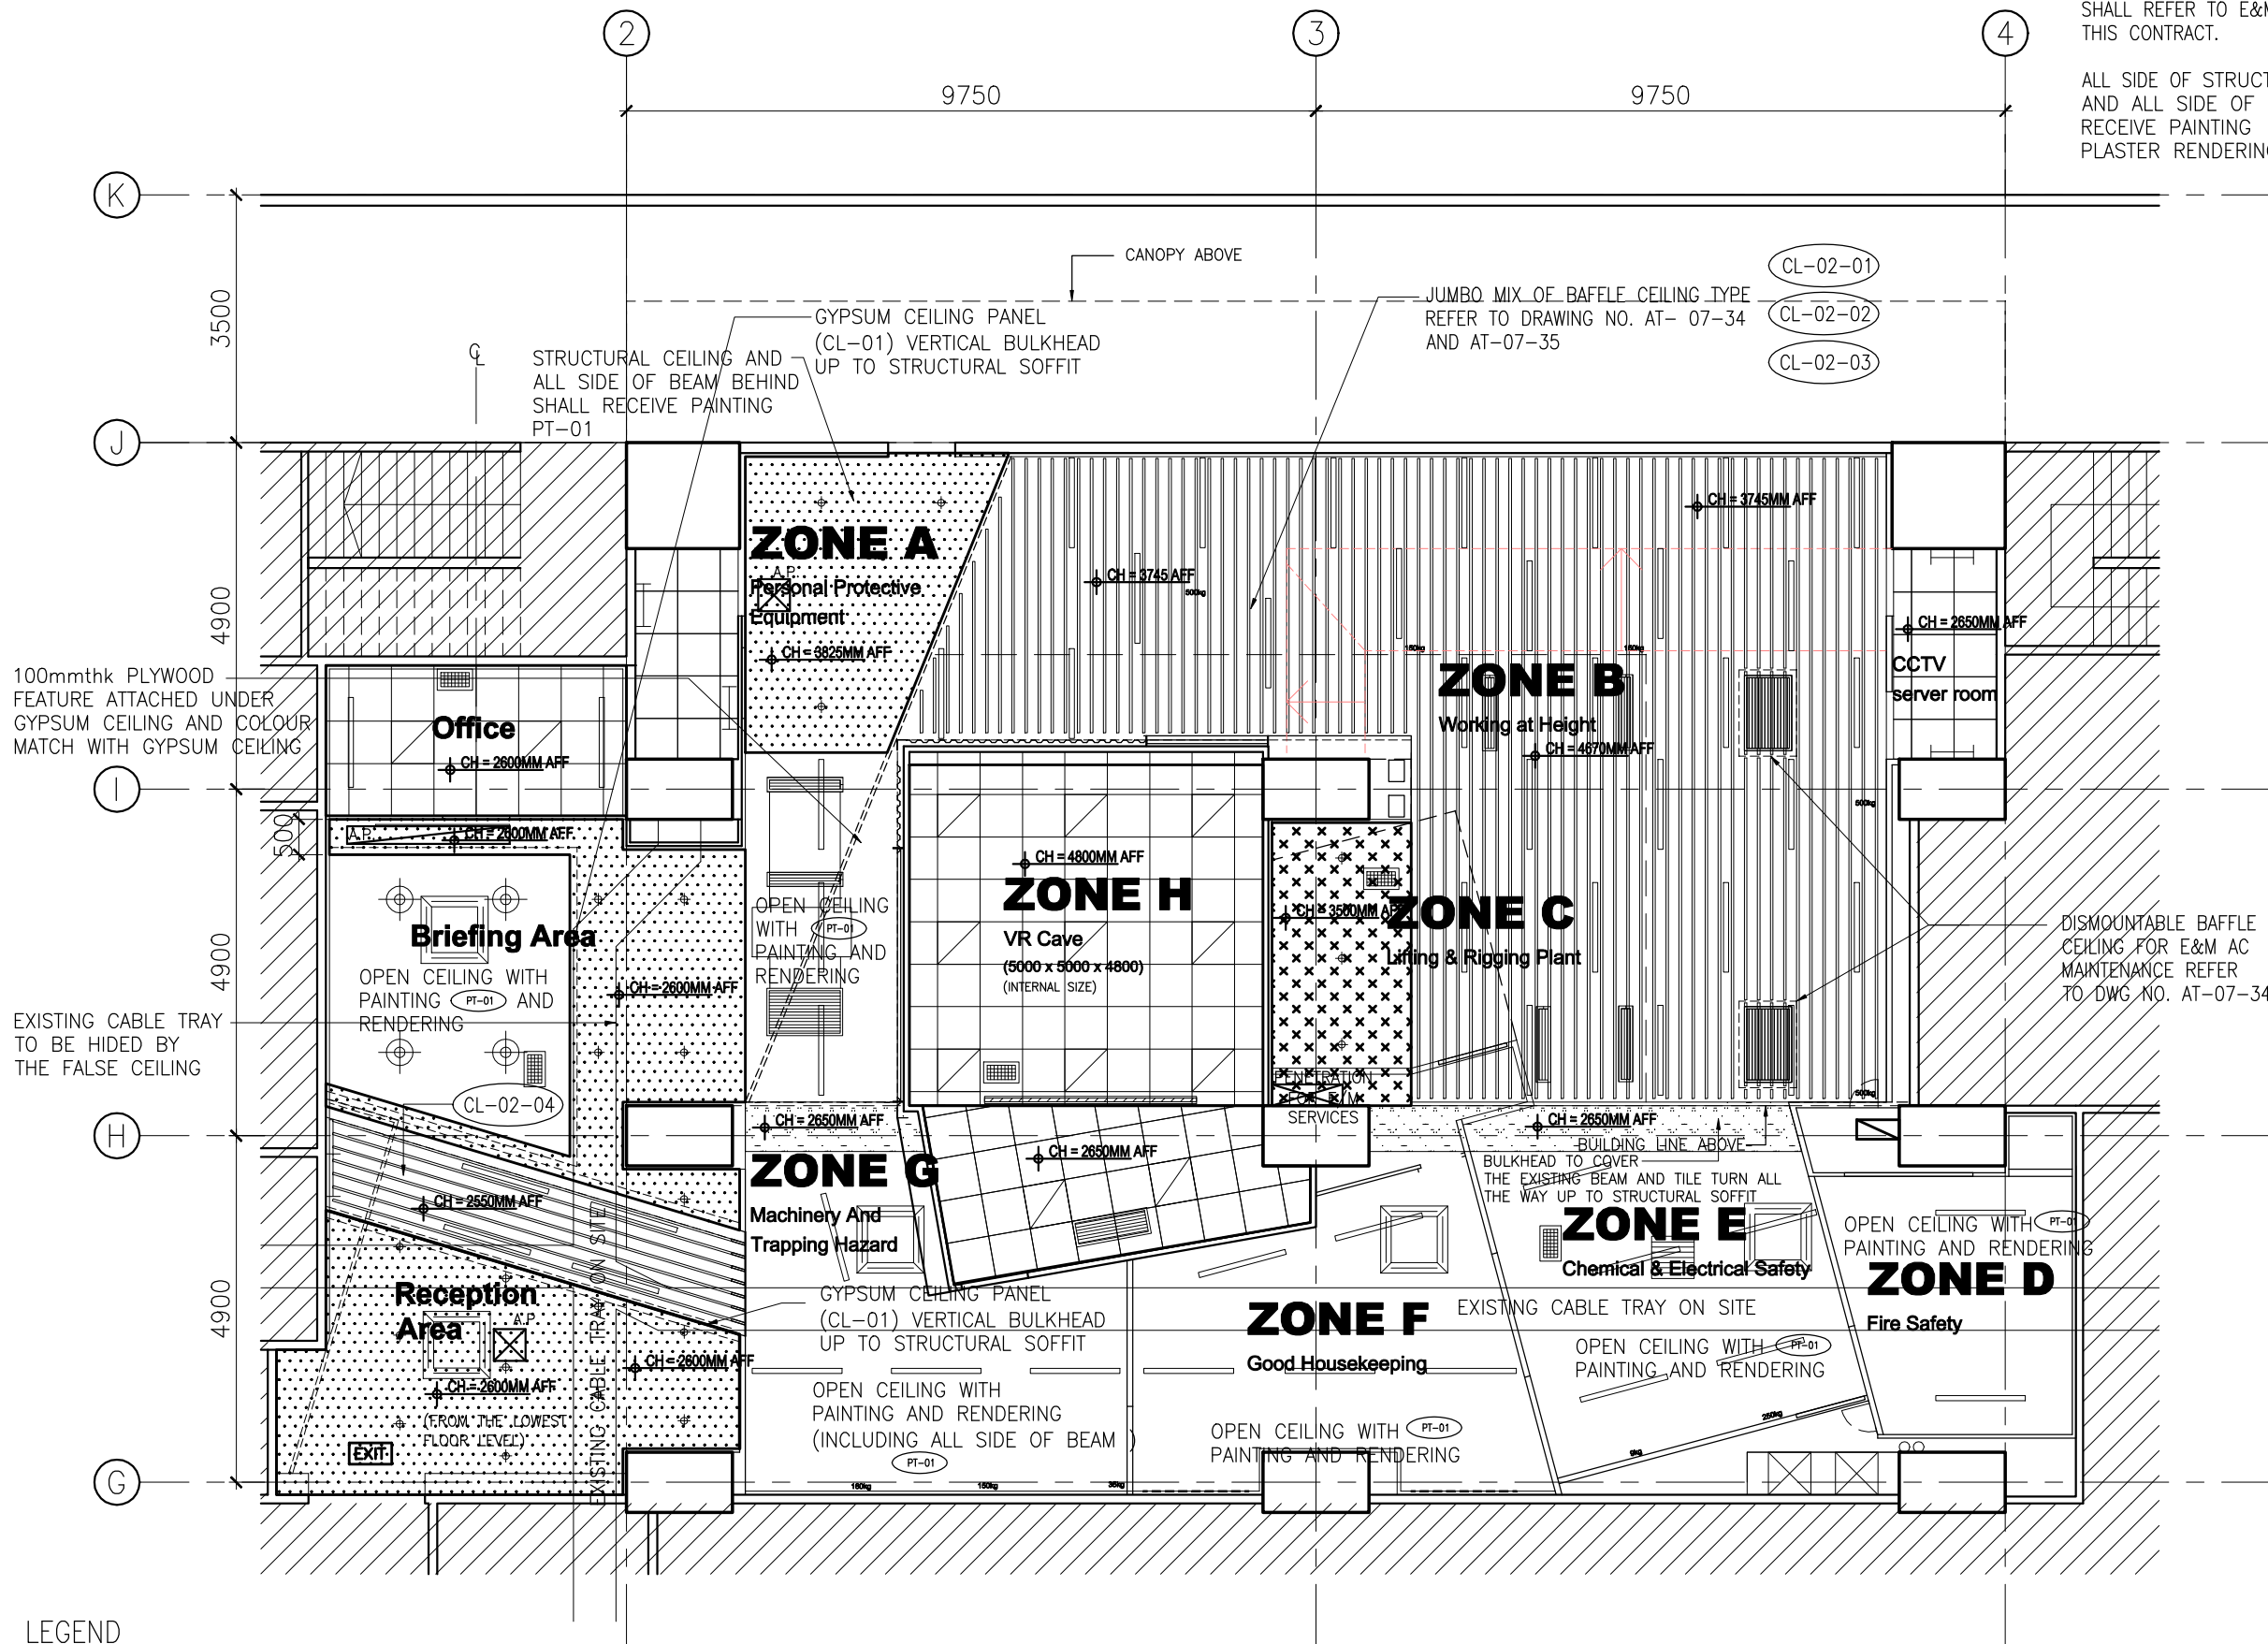 2
3
4
SHALL REFER TO E&M
THIS CONTRACT.
9750
9750
ALL SIDE OF STRUCT
AND ALL SIDE OF
RECEIVE PAINTING
PLASTER RENDERING
K
3500
CANOPY ABOVE
CL-02-01
CL-02-02
CL-02-03
JUMBO MIX OF BAFFLE CEILING TYPE
REFER TO DRAWING NO. AT- 07-34
AND AT-07-35
GYPSUM CEILING PANEL
(CL-01) VERTICAL BULKHEAD
UP TO STRUCTURAL SOFFIT
STRUCTURAL CEILING AND
ALL SIDE OF BEAM BEHIND
SHALL RECEIVE PAINTING
PT-01
CL
J
4900
ZONE A
A.P.
Personal Protective
Equipment
CH = 3825MM AFF
CH = 3745 AFF
500kg
CH = 3745MM AFF
150kg
150kg
ZONE B
Working at Height
CH = 4670MM AFF
500kg
CH = 2650MM AFF
CCTV
server room
100mmthk PLYWOOD
FEATURE ATTACHED UNDER
GYPSUM CEILING AND COLOUR
MATCH WITH GYPSUM CEILING
Office
CH = 2600MM AFF
I
500
A.P.
CH = 2600MM AFF
4900
Briefing Area
OPEN CEILING WITH
PAINTING PT-01 AND
RENDERING
CH = 2600MM AFF
OPEN CEILING
WITH PT-01
PAINTING AND
RENDERING
CH = 4800MM AFF
ZONE H
VR Cave
(5000 x 5000 x 4800)
(INTERNAL SIZE)
CH = 3500MM AFF
ZONE C
Lifting & Rigging Plant
DISMOUNTABLE BAFFLE
CEILING FOR E&M AC
MAINTENANCE REFER
TO DWG NO. AT-07-34
EXISTING CABLE TRAY
TO BE HIDED BY
THE FALSE CEILING
CL-02-04
PENETRATION
FOR E/M
SERVICES
500kg
H
4900
CH = 2650MM AFF
CH = 2650MM AFF
CH = 2650MM AFF
BUILDING LINE ABOVE
BULKHEAD TO COVER
THE EXISTING BEAM AND TILE TURN ALL
THE WAY UP TO STRUCTURAL SOFFIT
ZONE G
Machinery And
Trapping Hazard
CH = 2550MM AFF
ZONE E
Chemical & Electrical Safety
OPEN CEILING WITH PT-01
PAINTING AND RENDERING
ZONE D
Fire Safety
Reception
Area
A.P.
CH = 2600MM AFF
(FROM THE LOWEST
FLOOR LEVEL)
EXIT
EXISTING CABLE TRAY ON SITE
CH = 2600MM AFF
GYPSUM CEILING PANEL
(CL-01) VERTICAL BULKHEAD
UP TO STRUCTURAL SOFFIT
OPEN CEILING WITH
PAINTING AND RENDERING
(INCLUDING ALL SIDE OF BEAM )
PT-01
ZONE F
Good Housekeeping
EXISTING CABLE TRAY ON SITE
OPEN CEILING WITH PT-01
PAINTING AND RENDERING
OPEN CEILING WITH PT-01
PAINTING AND RENDERING
250kg
G
150kg
LEGEND